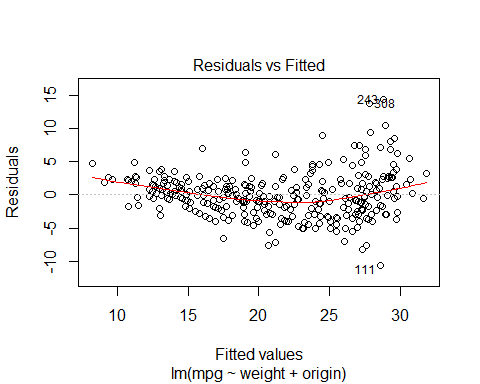 Residuals vs Fitted
Residuals
15
10
5
0
-5
-10
243
308
111
10 15 20 25 30
Fitted values
lm(mpg ~ weight + origin)